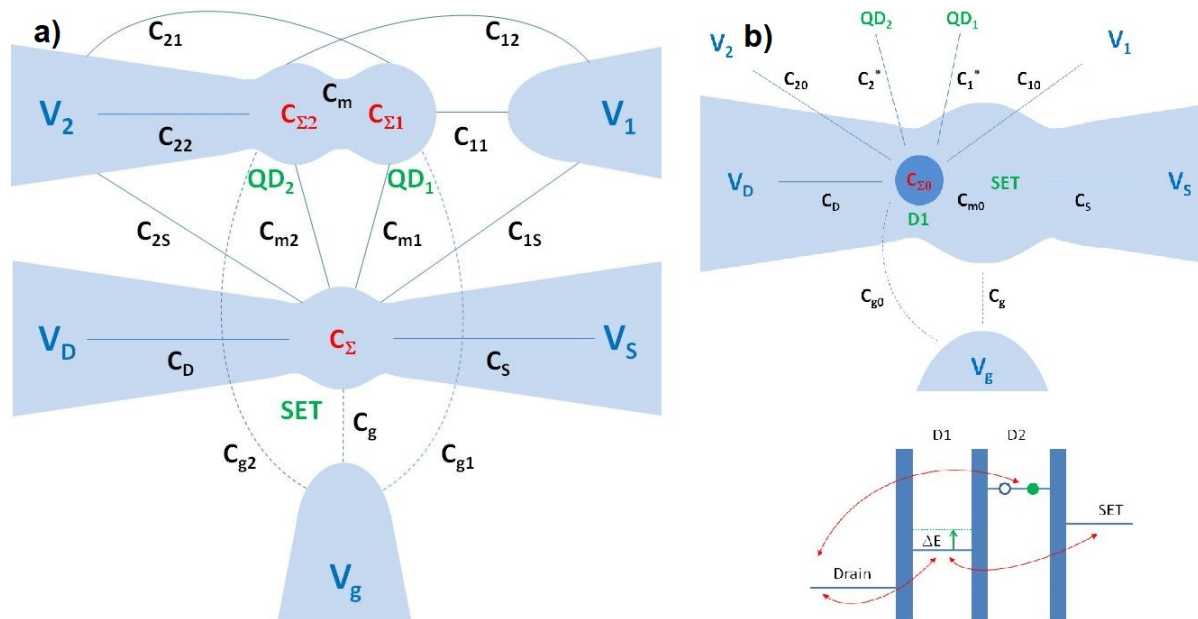 a)
C21
C12
Cm
V2
CΣ2
CΣ1
V1
C22
C11
QD2
QD1
C2S
Cm2
Cm1
C1S
VD
CΣ
VS
CD
CS
SET
Cg
Cg2
Cg1
Vg
b)
QD2
QD1
V2
V1
C20
C2*
C1*
C10
VD
CΣ0
SET
VS
CD
Cm0
CS
D1
Cg0
Cg
Vg
D1
D2
SET
ΔE
Drain